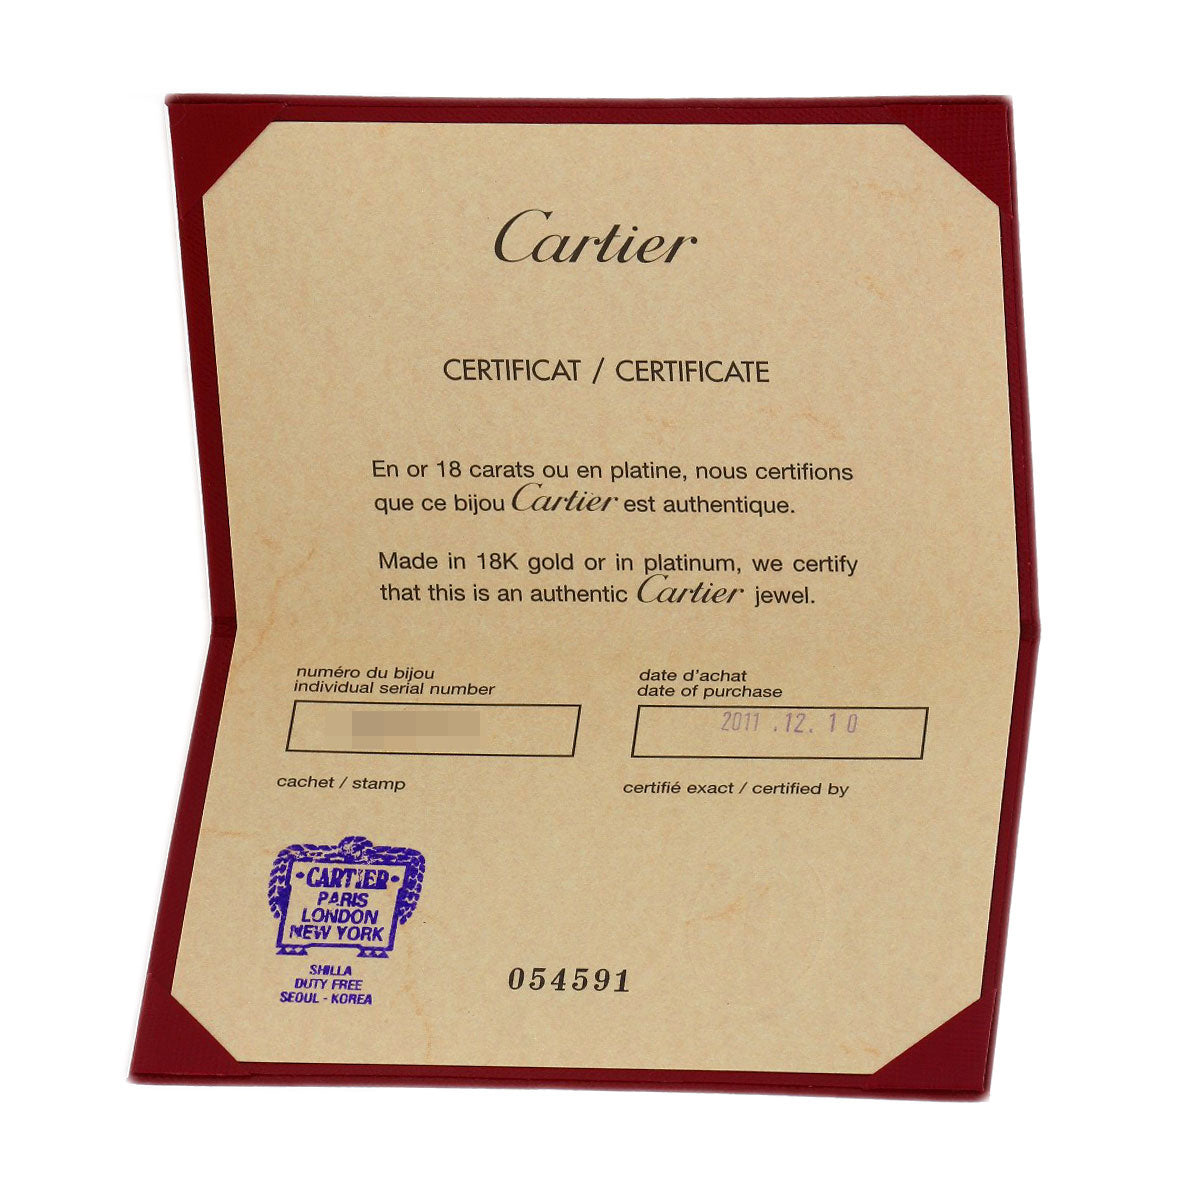 Cartier
CERTIFICAT / CERTIFICATE
En or 18 carats ou en platine, nous certifions
que ce bijou Cartier est authentique.
Made in 18K gold or in platinum, we certify
that this is an authentic Cartier jewel.
numéro du bijou
individual serial number
date d'achat
date of purchase
2011 .12. 10
cachet / stamp
certifié exact / certified by
·CARTIER·
PARIS
LONDON
NEW YORK
SHILLA
DUTY FREE
SEOUL - KOREA
054591